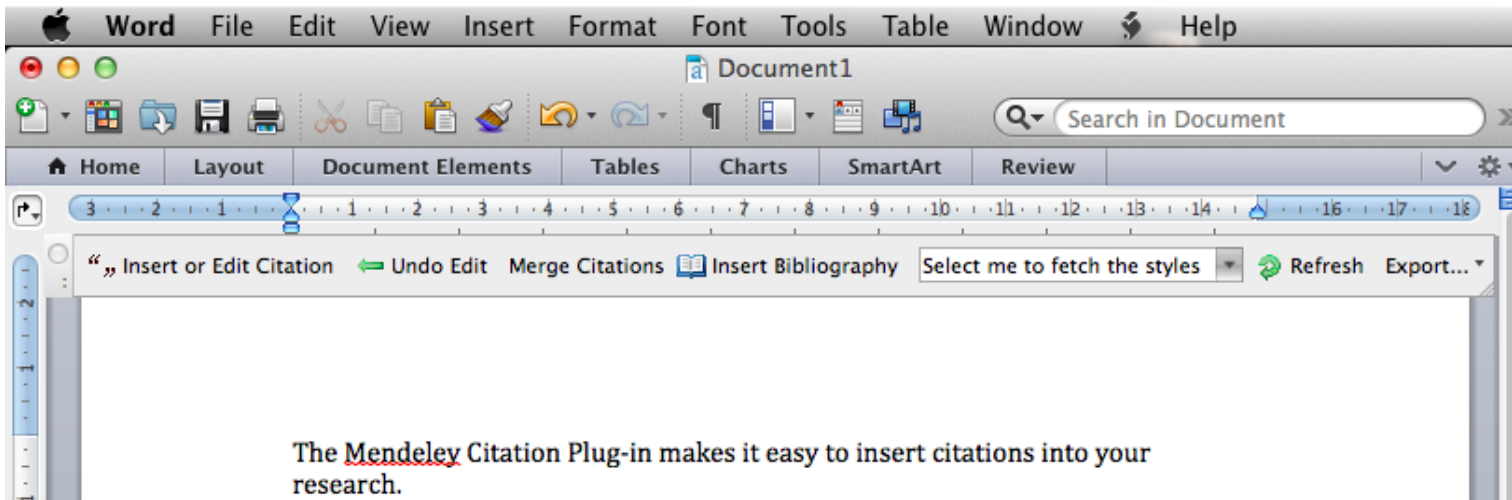 Word File Edit View Insert Format Font Tools Table Window Help
Document1
Search in Document
Home Layout Document Elements Tables Charts SmartArt Review
3 2 1 1 2 3 4 5 6 7 8 9 10 11 12 13 14 16 17 18
“„ Insert or Edit Citation Undo Edit Merge Citations Insert Bibliography Select me to fetch the styles Refresh Export...
2
1
1
The Mendeley Citation Plug-in makes it easy to insert citations into your
research.